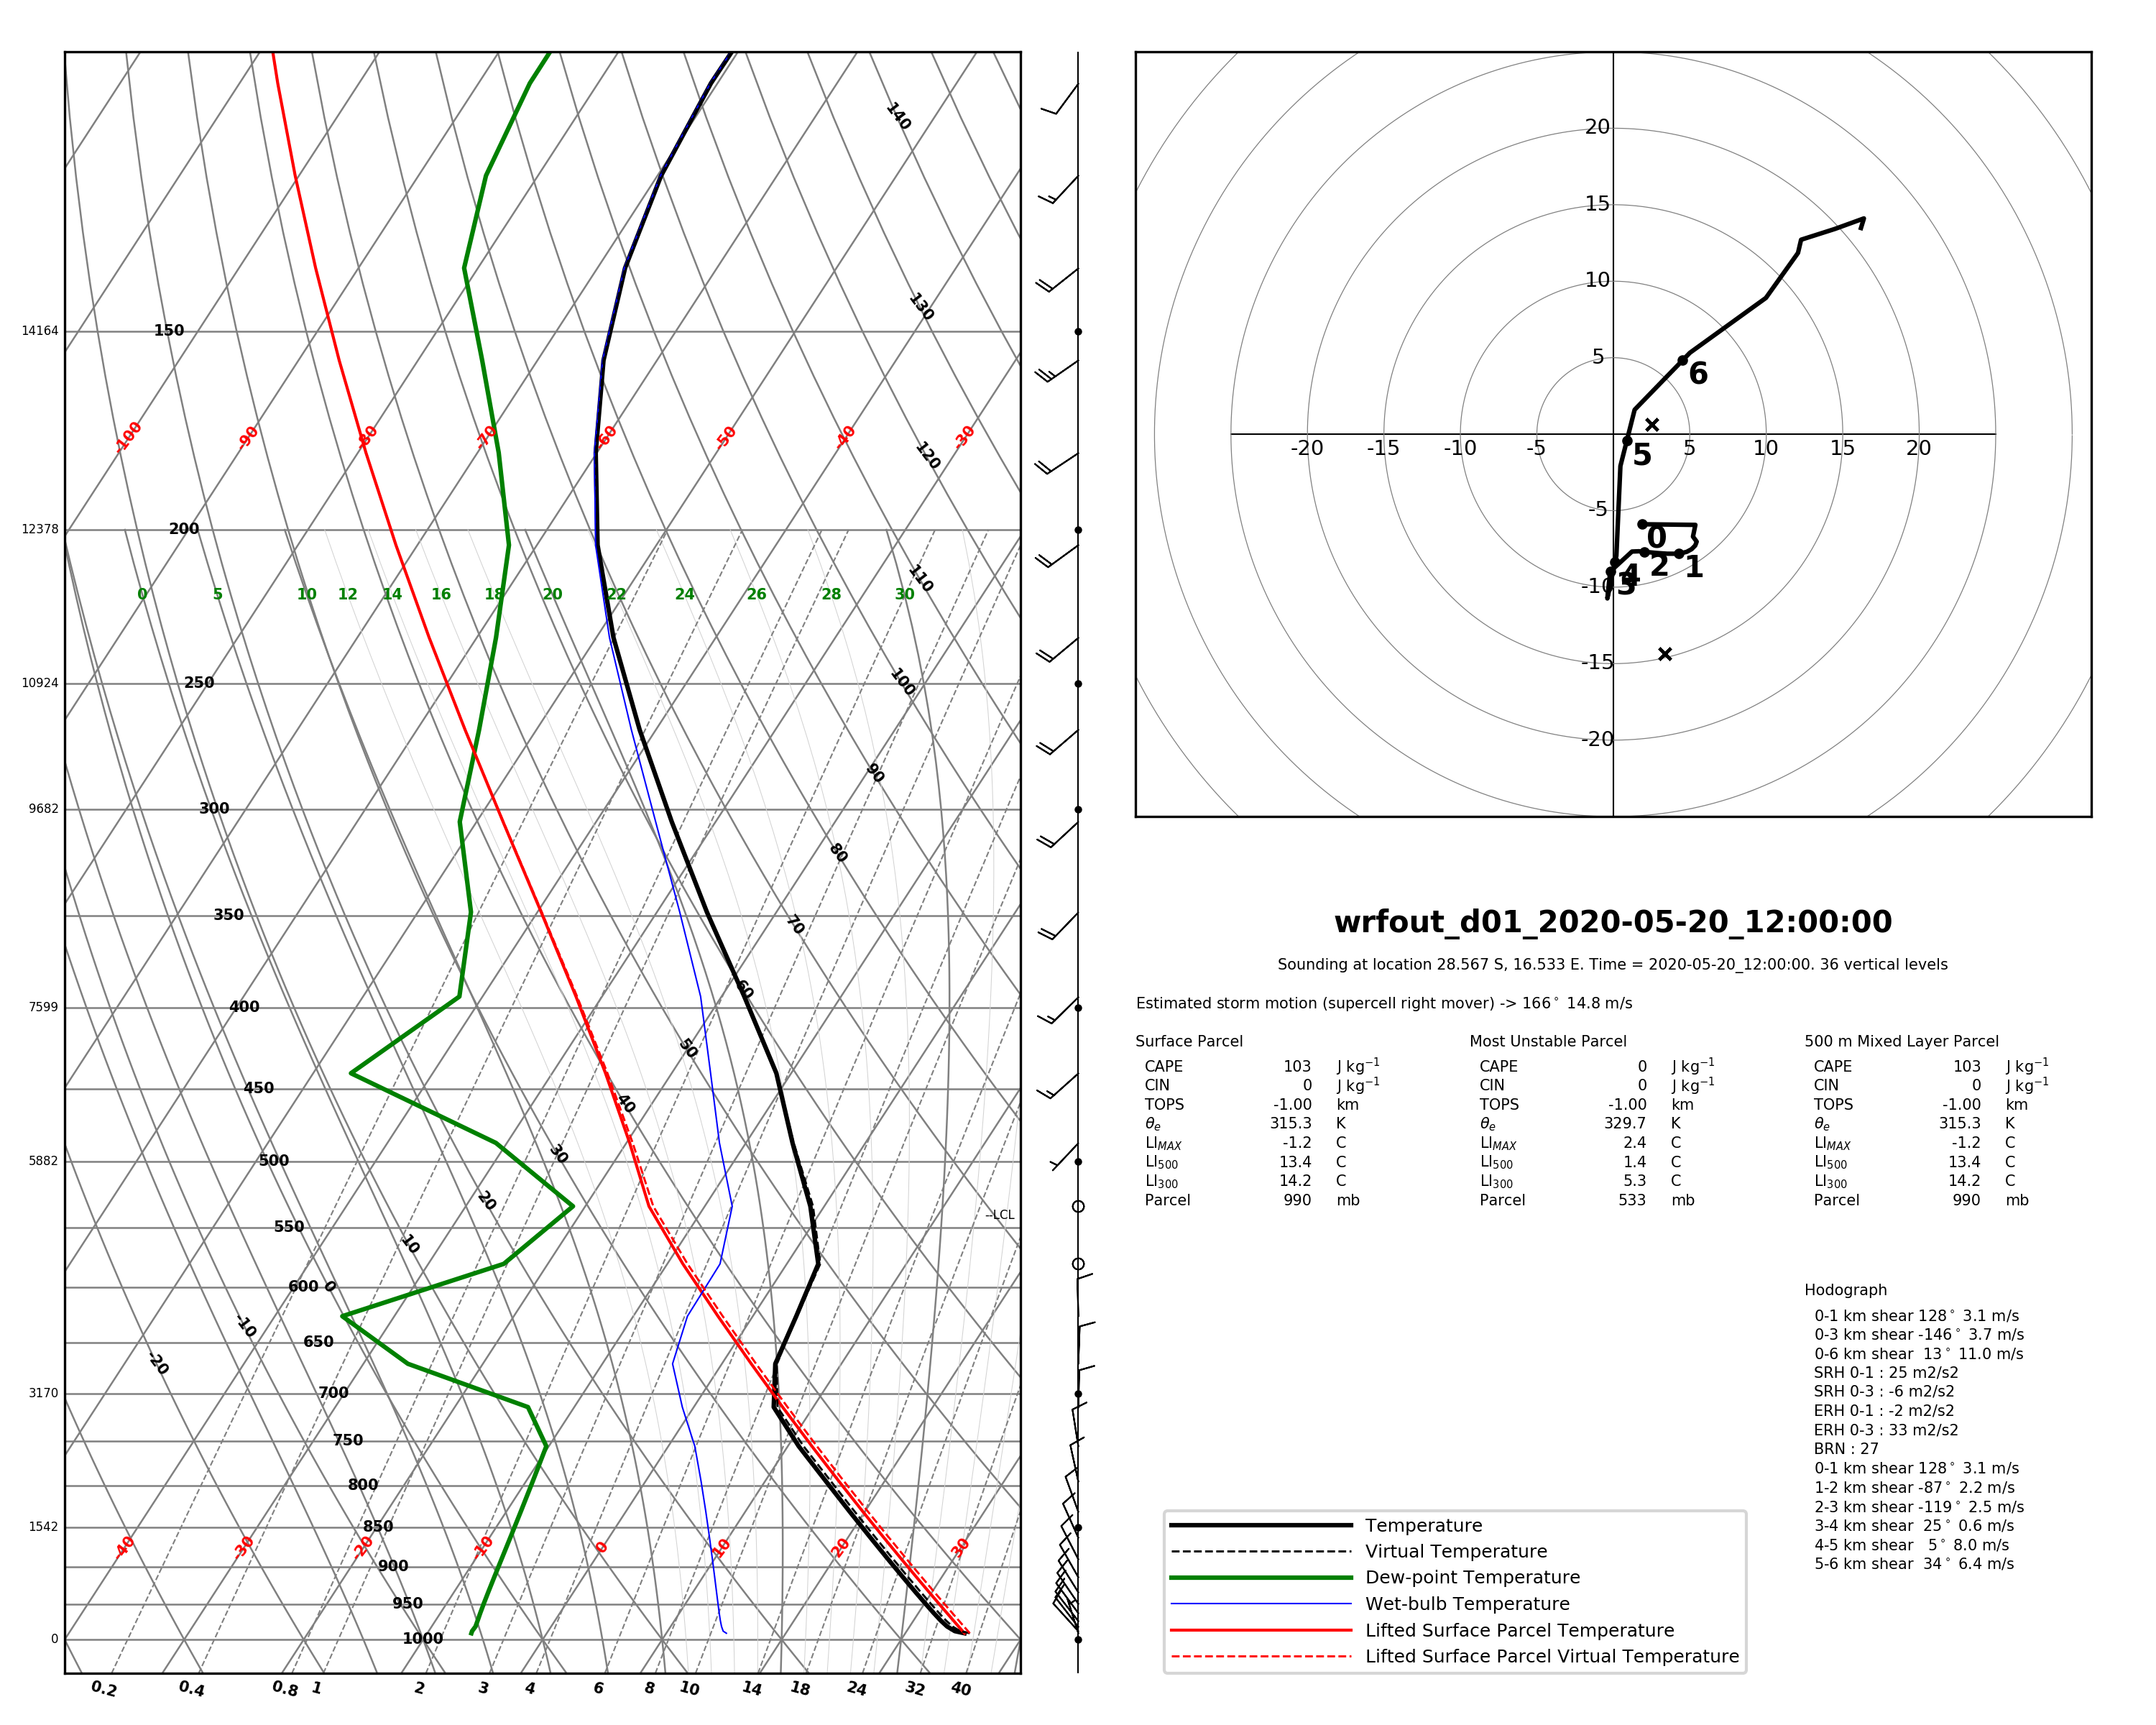 140
130
120
110
100
90
80
70
60
50
40
30
20
10
0
-10
-20
14164 150
-100 -90 -80 -70 -60 -50 -40 -30
12378 200
0 5 10 12 14 16 18 20 22 24 26 28 30
10924 250
9682 300
350
7599 400
450
5882 500
--LCL
550
600
650
3170 700
750
800
1542 850
-40 -30 -20 -10 0 10 20 30
900
950
0 1000
0.2 0.4 0.8 1 2 3 4 6 8 10 14 18 24 32 40
20
15
10
5
-20 -15 -10 -5 5 10 15 20
-5
-10
-15
-20
0
1
2
3
4
5
6
wrfout_d01_2020-05-20_12:00:00
Sounding at location 28.567 S, 16.533 E. Time = 2020-05-20_12:00:00. 36 vertical levels
Estimated storm motion (supercell right mover) -> 166° 14.8 m/s
Surface Parcel
CAPE 103 J kg⁻¹
CIN 0 J kg⁻¹
TOPS -1.00 km
θₑ 315.3 K
LI_MAX -1.2 C
LI₅₀₀ 13.4 C
LI₃₀₀ 14.2 C
Parcel 990 mb
Most Unstable Parcel
CAPE 0 J kg⁻¹
CIN 0 J kg⁻¹
TOPS -1.00 km
θₑ 329.7 K
LI_MAX 2.4 C
LI₅₀₀ 1.4 C
LI₃₀₀ 5.3 C
Parcel 533 mb
500 m Mixed Layer Parcel
CAPE 103 J kg⁻¹
CIN 0 J kg⁻¹
TOPS -1.00 km
θₑ 315.3 K
LI_MAX -1.2 C
LI₅₀₀ 13.4 C
LI₃₀₀ 14.2 C
Parcel 990 mb
Hodograph
0-1 km shear 128° 3.1 m/s
0-3 km shear -146° 3.7 m/s
0-6 km shear 13° 11.0 m/s
SRH 0-1 : 25 m2/s2
SRH 0-3 : -6 m2/s2
ERH 0-1 : -2 m2/s2
ERH 0-3 : 33 m2/s2
BRN : 27
0-1 km shear 128° 3.1 m/s
1-2 km shear -87° 2.2 m/s
2-3 km shear -119° 2.5 m/s
3-4 km shear 25° 0.6 m/s
4-5 km shear 5° 8.0 m/s
5-6 km shear 34° 6.4 m/s
Temperature
Virtual Temperature
Dew-point Temperature
Wet-bulb Temperature
Lifted Surface Parcel Temperature
Lifted Surface Parcel Virtual Temperature